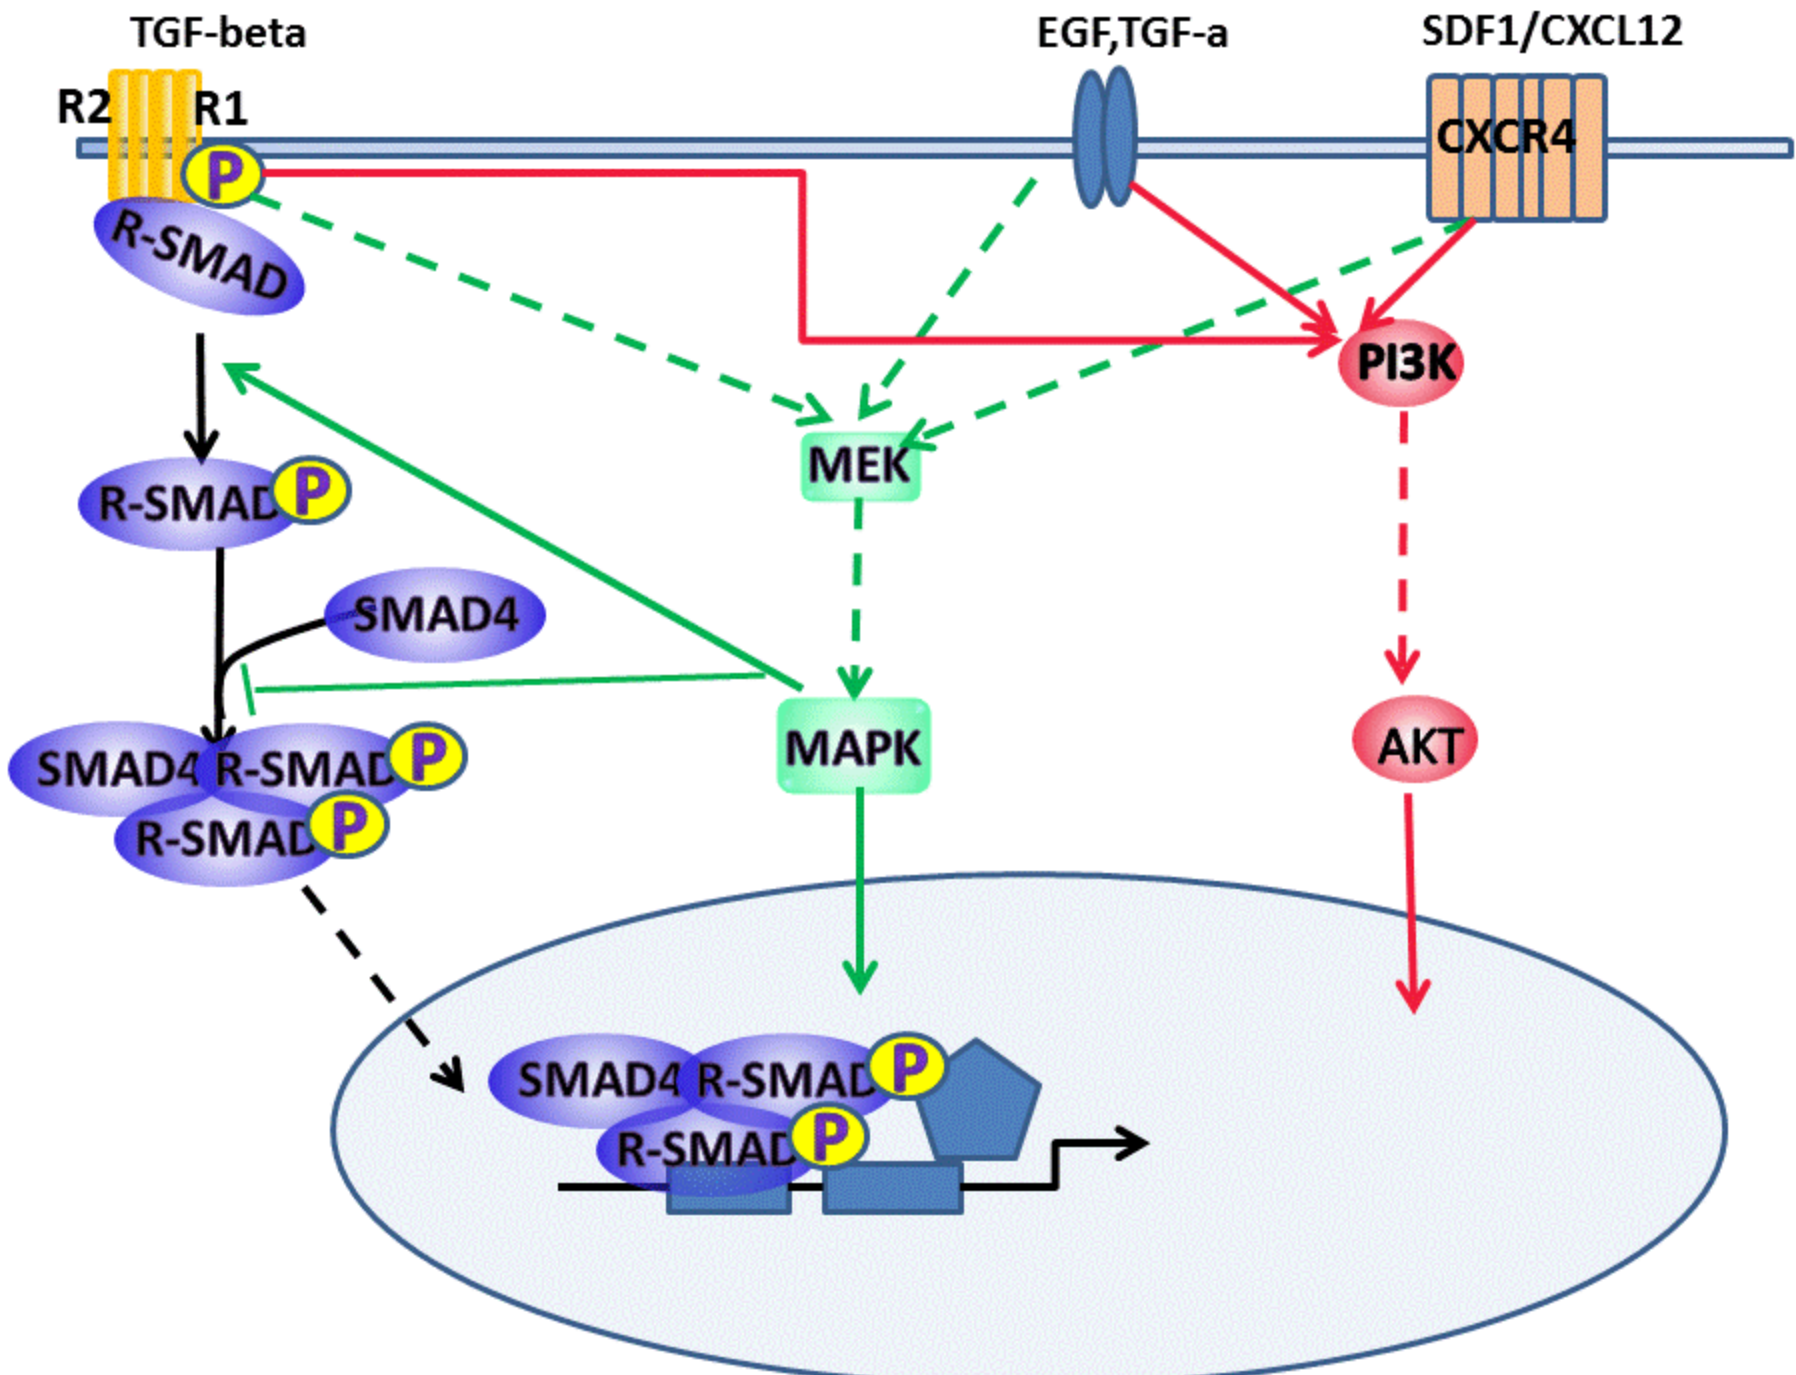 TGF-beta
EGF,TGF-a
SDF1/CXCL12
R2
R1
CXCR4
P
R-SMAD
PI3K
MEK
R-SMAD
P
SMAD4
MAPK
AKT
SMAD4
R-SMAD
P
R-SMAD
P
SMAD4
R-SMAD
P
R-SMAD
P